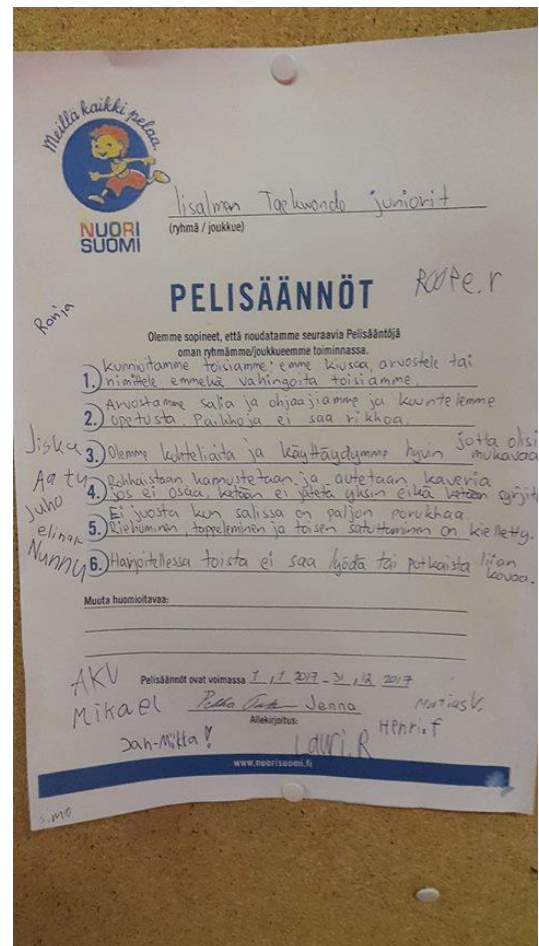 Meillä kaikki pelaa
NUORI
SUOMI
Iisalmen Taekwondo juniorit
(ryhmä / joukkue)
ROOPe.r
Ronja
PELISÄÄNNÖT
Olemme sopineet, että noudatamme seuraavia Pelisääntöjä
oman ryhmämme/joukkueemme toiminnassa.
1. Kunnioitamme toisiamme: emme kiusaa, arvostele tai
nimittele emmekä vahingoita toisiamme.
2. Arvostamme salia ja ohjaajiamme ja kuuntelemme
opetusta. Paikkoja ei saa rikkoa.
3. Olemme kohteliaita ja käyttäydymme hyvin jotta olisi
mukavaa
4. Rohkaistaan kannustetaan ja autetaan kaveria
jos ei osaa, ketään ei jätetä yksin eikä ketään syrjitä
5. Ei juosta kun salissa on paljon porukkaa.
Riehuminen, tappeleminen ja toisen satuttaminen on kielletty.
6. Harjoitellessa toista ei saa lyödä tai potkaista liian
kovaa.
Jiska
Aatu
Juho
elinak
Nunnu
Muuta huomioitavaa:
AKV
Pelisäännöt ovat voimassa 1.1 2017 - 31.12 2017
Mikael
Jenna
Matias V.
Allekirjoitus:
Henri.f
Jan-Miikka!
Lauri.R
www.nuorisuomi.fi
s.mo